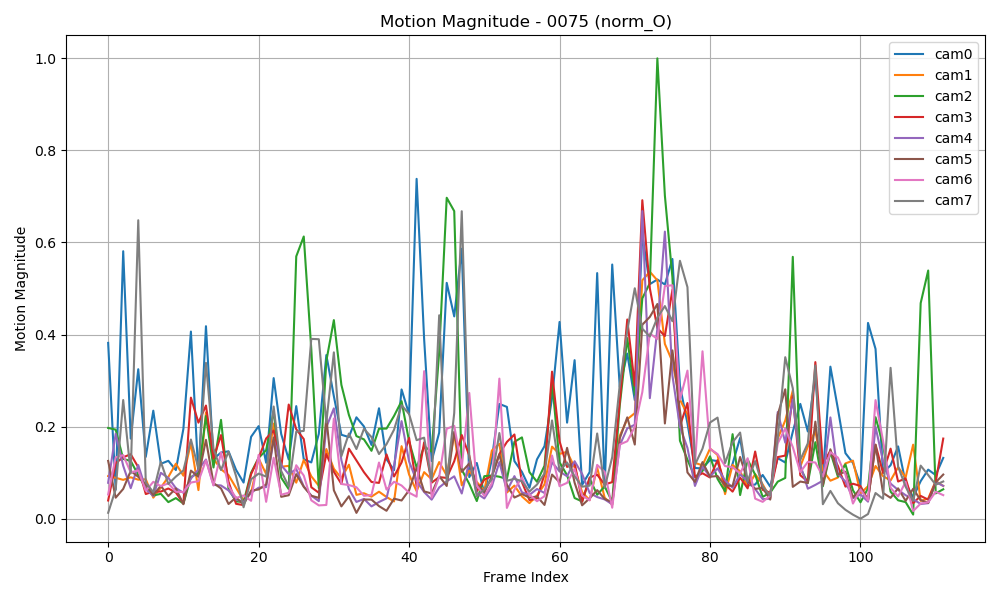 Motion Magnitude - 0075 (norm_O)
1.0
0.8
0.6
0.4
0.2
0.0
Motion Magnitude
0
20
40
60
80
100
Frame Index
cam0
cam1
cam2
cam3
cam4
cam5
cam6
cam7